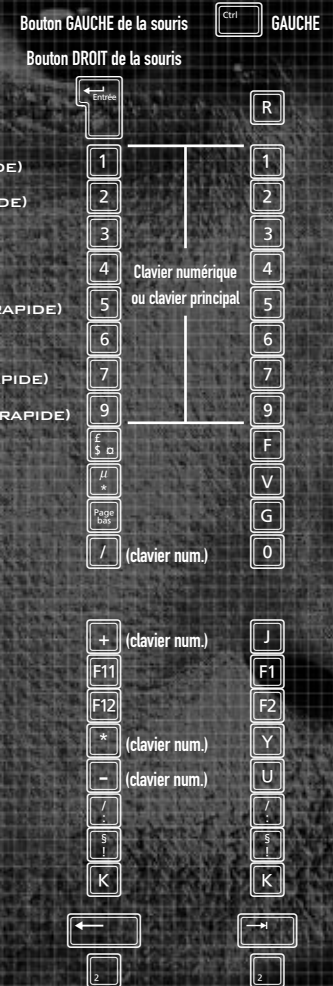 Bouton GAUCHE de la souris Ctrl GAUCHE
Bouton DROIT de la souris
Entrée R
DE) 1 1
DE) 2 2
3 3
4 Clavier numérique 4
RAPIDE) 5 ou clavier principal 5
6 6
PIDE) 7 7
RAPIDE) 9 9
£ $ ¤ F
µ * V
Page bas G
/ (clavier num.) 0
+ (clavier num.) J
F11 F1
F12 F2
* (clavier num.) Y
- (clavier num.) U
/ : / :
§ ! § !
K K
2 2